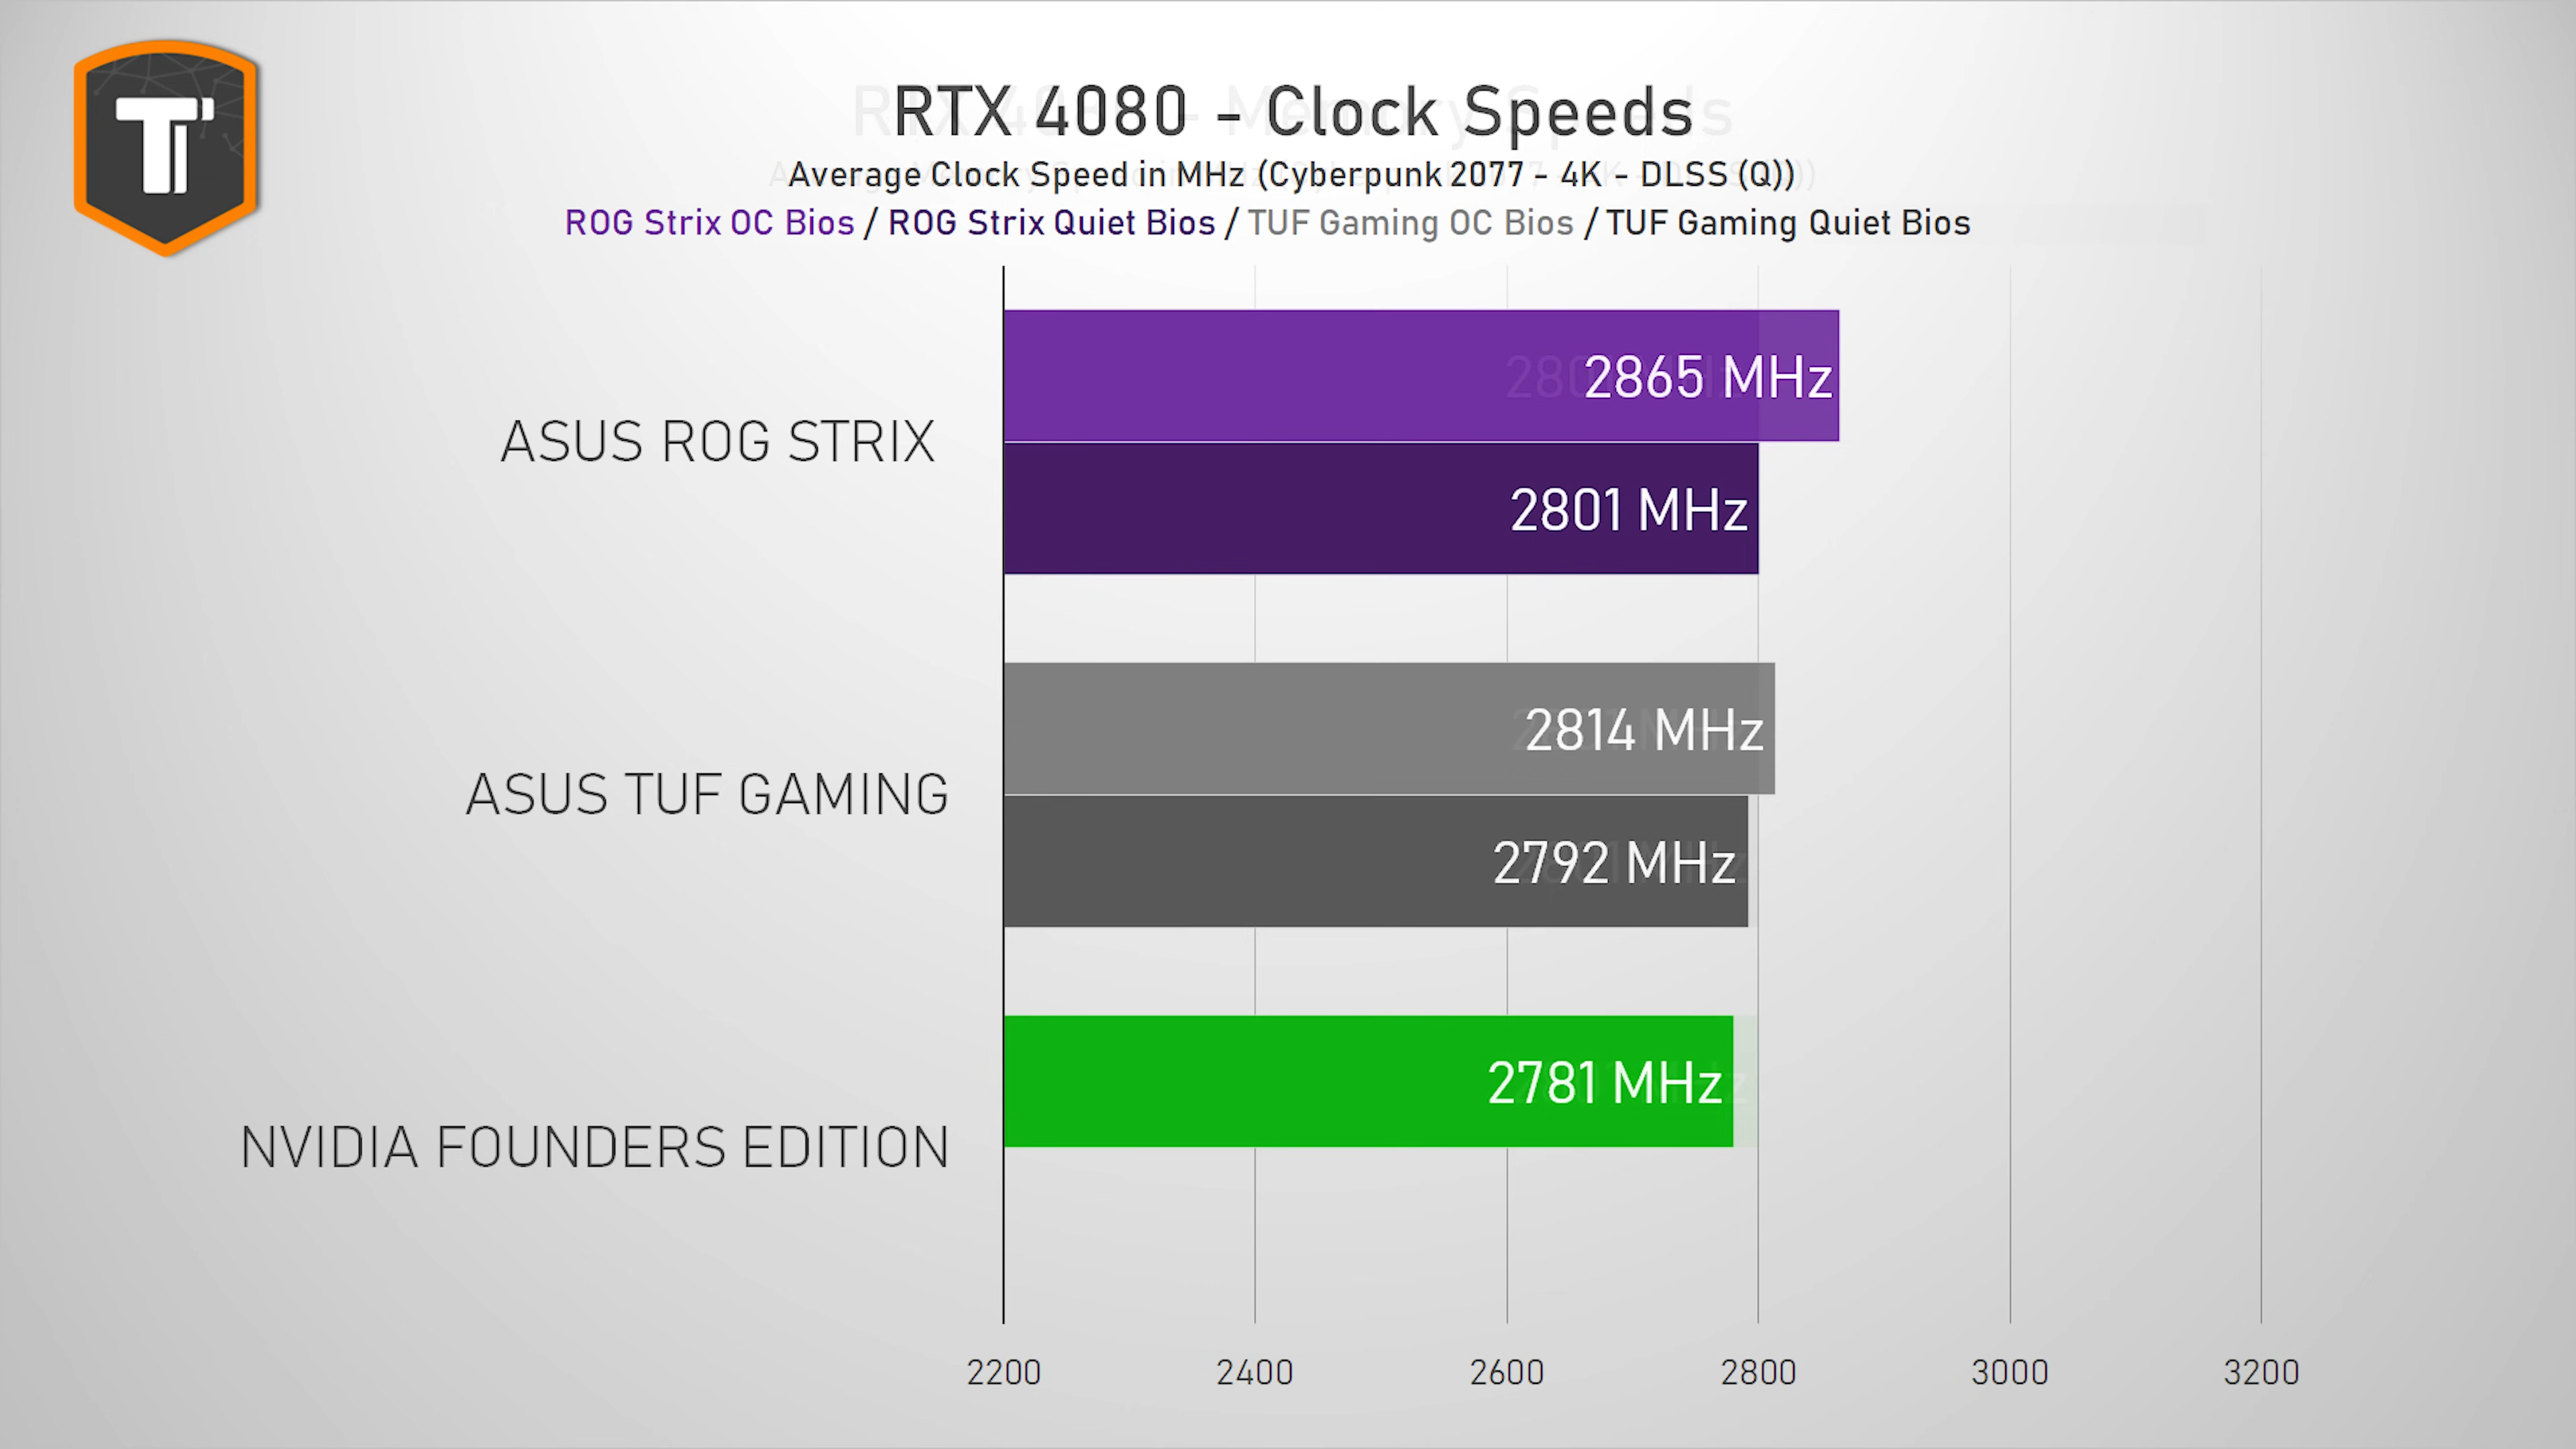 RTX 4080 - Clock Speeds
Average Clock Speed in MHz (Cyberpunk 2077 - 4K - DLSS (Q))
ROG Strix OC Bios / ROG Strix Quiet Bios / TUF Gaming OC Bios / TUF Gaming Quiet Bios
2865 MHz
ASUS ROG STRIX
2801 MHz
2814 MHz
ASUS TUF GAMING
2792 MHz
2781 MHz
NVIDIA FOUNDERS EDITION
2200 2400 2600 2800 3000 3200